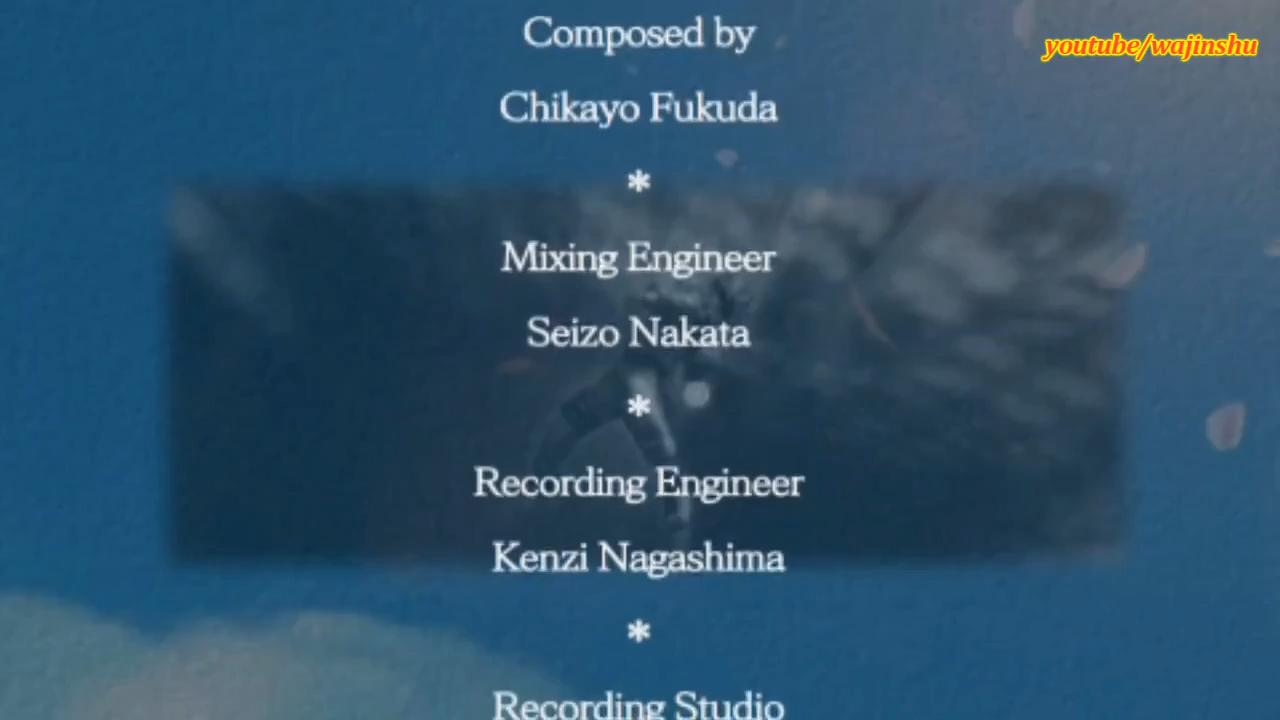 Composed by
youtube/wajinshu
Chikayo Fukuda
*
Mixing Engineer
Seizo Nakata
*
Recording Engineer
Kenzi Nagashima
*
Recording Studio